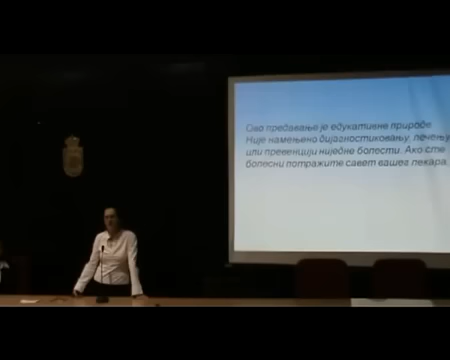 Ово предавање је едукативне природе.
Није намењено дијагностиковању, лечењу
или превенцији ниједне болести. Ако сте
болесни потражите савет вашег лекара.